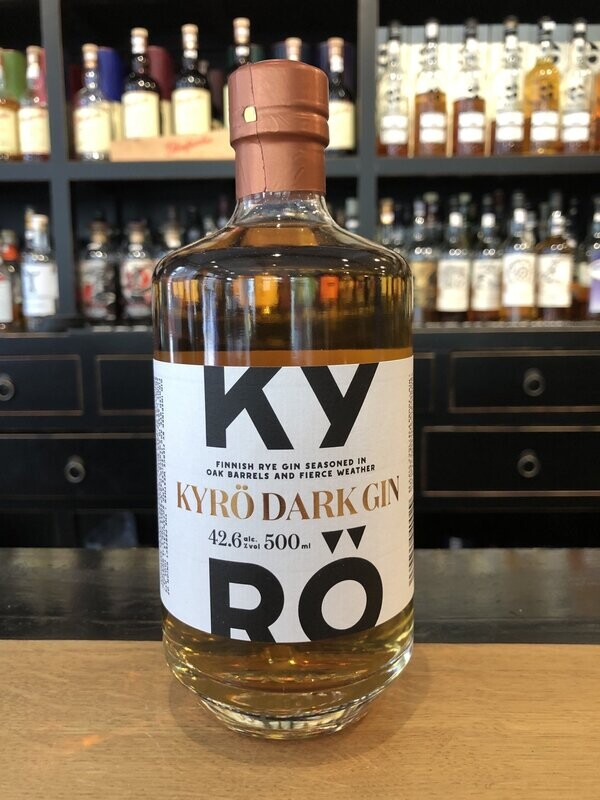 KY
FINNISH RYE GIN SEASONED IN
OAK BARRELS AND FIERCE WEATHER
KYRÖ DARK GIN
42.6 alc. % vol 500 ml
RÖ